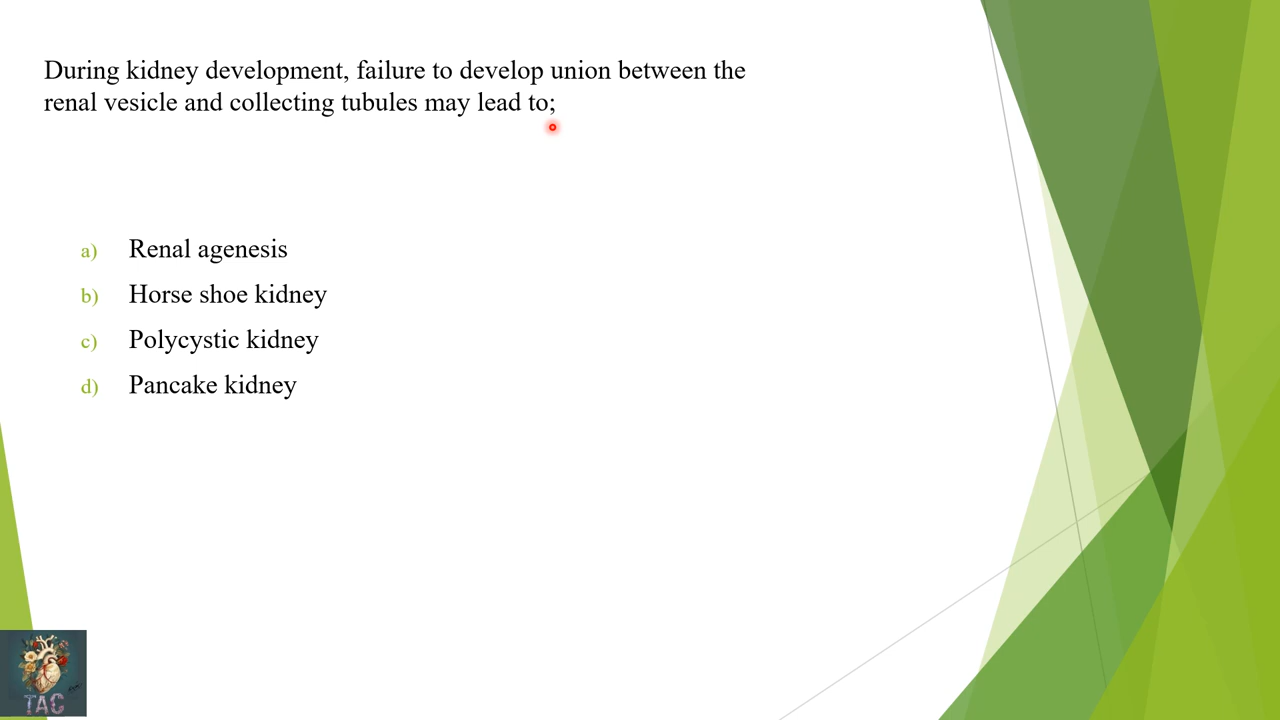 During kidney development, failure to develop union between the
renal vesicle and collecting tubules may lead to;
a) Renal agenesis
b) Horse shoe kidney
c) Polycystic kidney
d) Pancake kidney
TAC